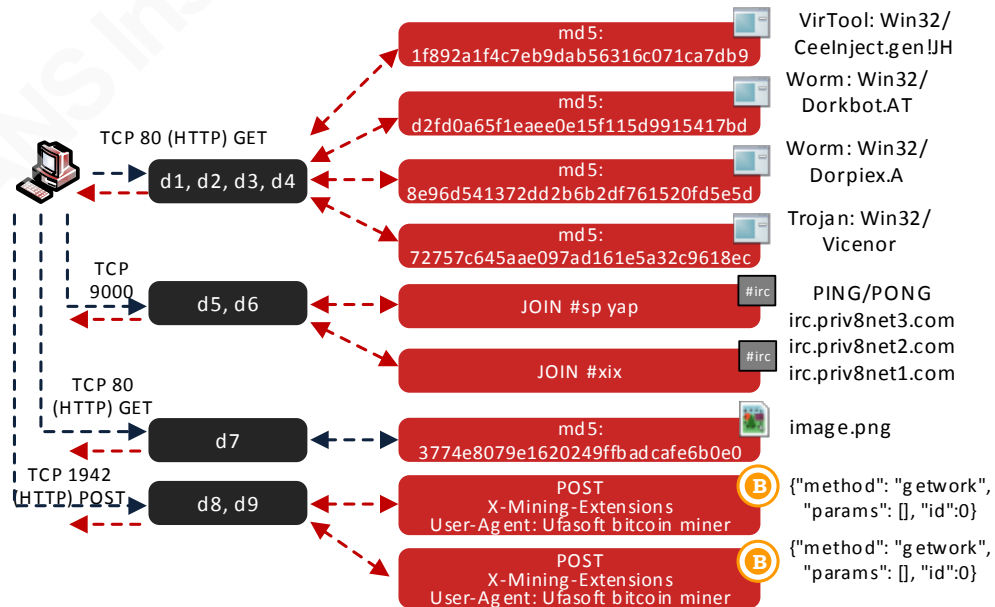 md5:
1f892a1f4c7eb9dab56316c071ca7db9
VirTool: Win32/
CeeInject.gen!JH
md5:
d2fd0a65f1eaee0e15f115d9915417bd
Worm: Win32/
Dorkbot.AT
TCP 80 (HTTP) GET
d1, d2, d3, d4
md5:
8e96d541372dd2b6b2df761520fd5e5d
Worm: Win32/
Dorpiex.A
md5:
72757c645aae097ad161e5a32c9618ec
Trojan: Win32/
Vicenor
TCP
9000
d5, d6
JOIN #sp yap
#irc
JOIN #xix
#irc
PING/PONG
irc.priv8net3.com
irc.priv8net2.com
irc.priv8net1.com
TCP 80
(HTTP) GET
d7
md5:
3774e8079e1620249ffbadcafe6b0e0
image.png
TCP 1942
(HTTP) POST
d8, d9
POST
X-Mining-Extensions
User-Agent: Ufasoft bitcoin miner
B
{"method": "getwork",
"params": [], "id":0}
POST
X-Mining-Extensions
User-Agent: Ufasoft bitcoin miner
B
{"method": "getwork",
"params": [], "id":0}